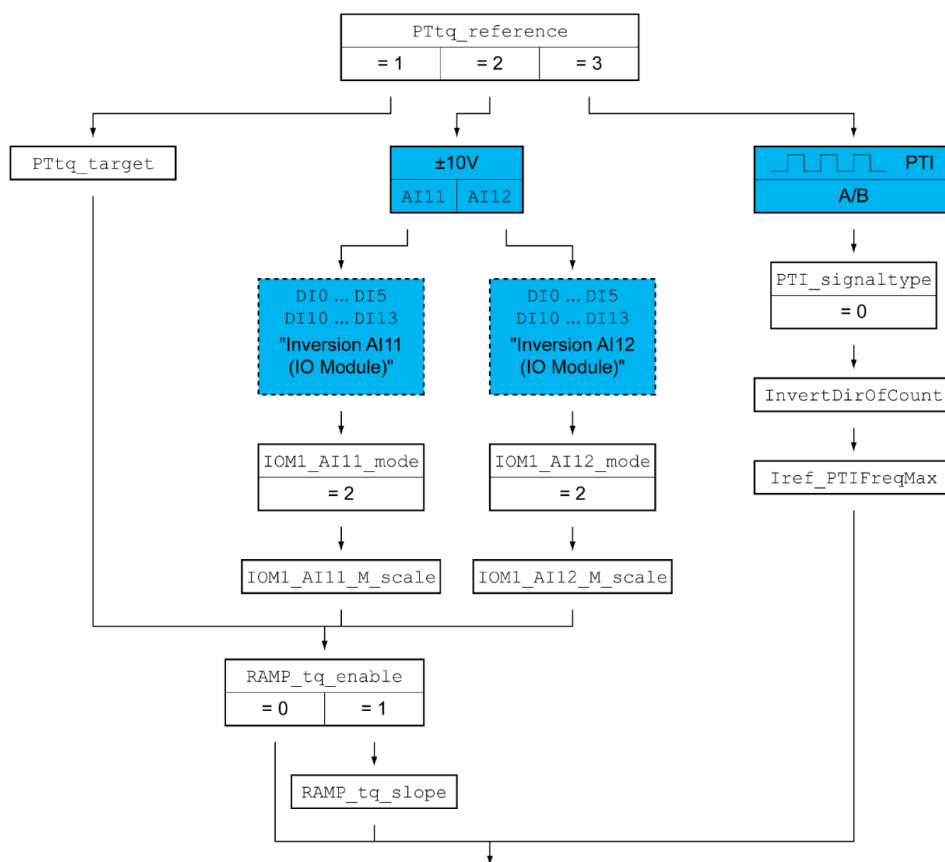 PTtq_reference
= 1
= 2
= 3
PTtq_target
±10V
AI11
AI12
PTI
A/B
DI0 ... DI5
DI10 ... DI13
"Inversion AI11
(IO Module)"
DI0 ... DI5
DI10 ... DI13
"Inversion AI12
(IO Module)"
PTI_signaltype
= 0
InvertDirOfCount
IOM1_AI11_mode
= 2
IOM1_AI12_mode
= 2
Iref_PTIFreqMax
IOM1_AI11_M_scale
IOM1_AI12_M_scale
RAMP_tq_enable
= 0
= 1
RAMP_tq_slope